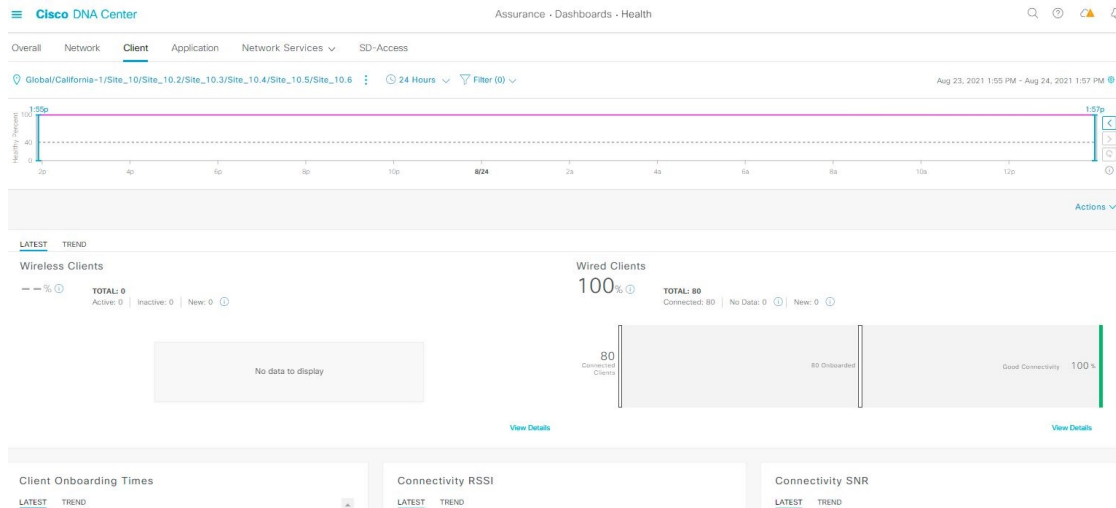 Cisco DNA Center
Assurance · Dashboards · Health
Overall Network Client Application Network Services SD-Access
Global/California-1/Site_10/Site_10.2/Site_10.3/Site_10.4/Site_10.5/Site_10.6 24 Hours Filter (0) Aug 23, 2021 1:55 PM - Aug 24, 2021 1:57 PM
1:55p 1:57p
Healthy Percent
100
40
0
2p 4p 6p 8p 10p 8/24 2a 4a 6a 8a 10a 12p
Actions
LATEST TREND
Wireless Clients
--%
TOTAL: 0
Active: 0 | Inactive: 0 | New: 0
No data to display
View Details
Wired Clients
100%
TOTAL: 80
Connected: 80 | No Data: 0 | New: 0
80
Connected
Clients
80 Onboarded
Good Connectivity 100 %
View Details
Client Onboarding Times
LATEST TREND
Connectivity RSSI
LATEST TREND
Connectivity SNR
LATEST TREND